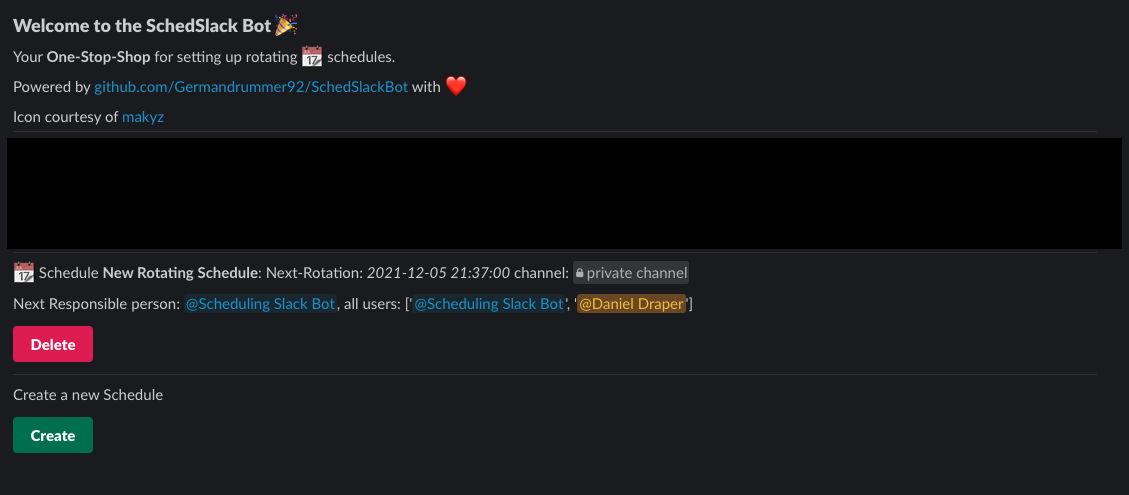 Welcome to the SchedSlack Bot 🎉
Your One-Stop-Shop for setting up rotating 📆 schedules.
Powered by github.com/Germandrummer92/SchedSlackBot with ❤️
Icon courtesy of makyz
📆 Schedule New Rotating Schedule: Next-Rotation: 2021-12-05 21:37:00 channel: 🔒 private channel
Next Responsible person: @Scheduling Slack Bot, all users: ['@Scheduling Slack Bot', '@Daniel Draper']
Delete
Create a new Schedule
Create